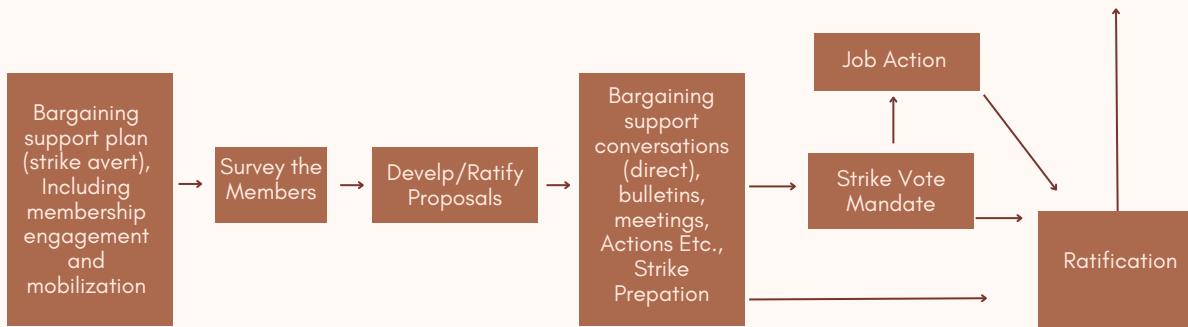 Bargaining
support plan
(strike avert),
Including
membership
engagement
and
mobilization
Survey the
Members
Develp/Ratify
Proposals
Bargaining
support
conversations
(direct),
bulletins,
meetings,
Actions Etc.,
Strike
Prepation
Job Action
Strike Vote
Mandate
Ratification